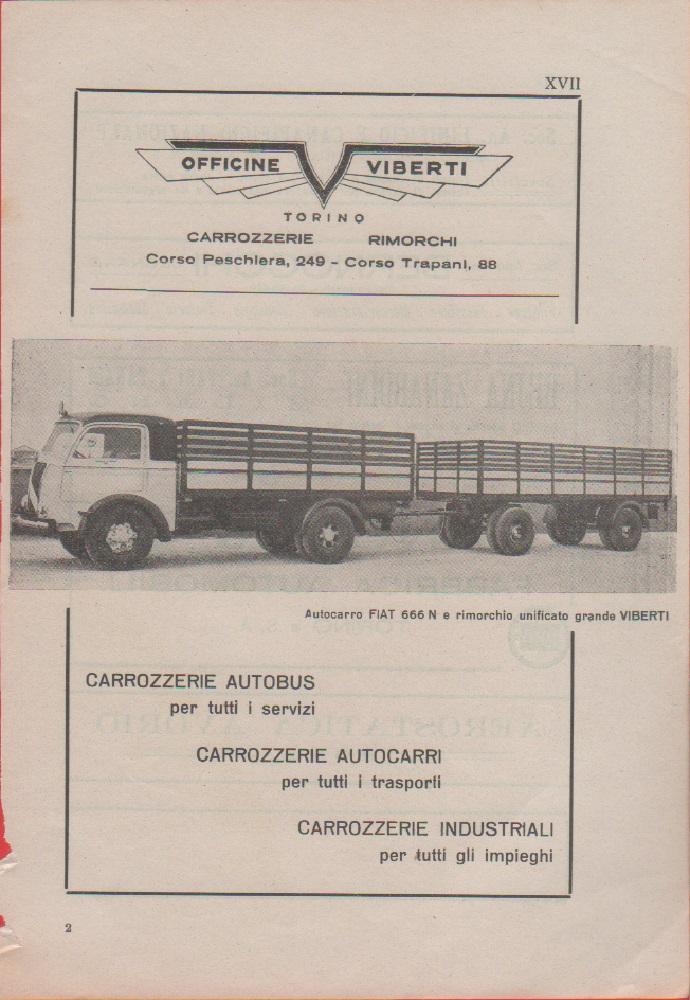 XVII
OFFICINE VIBERTI
TORINO
CARROZZERIE RIMORCHI
Corso Peschiera, 249 - Corso Trapani, 88
Autocarro FIAT 666 N e rimorchio unificato grande VIBERTI
CARROZZERIE AUTOBUS
per tutti i servizi
CARROZZERIE AUTOCARRI
per tutti i trasporti
CARROZZERIE INDUSTRIALI
per tutti gli impieghi
2